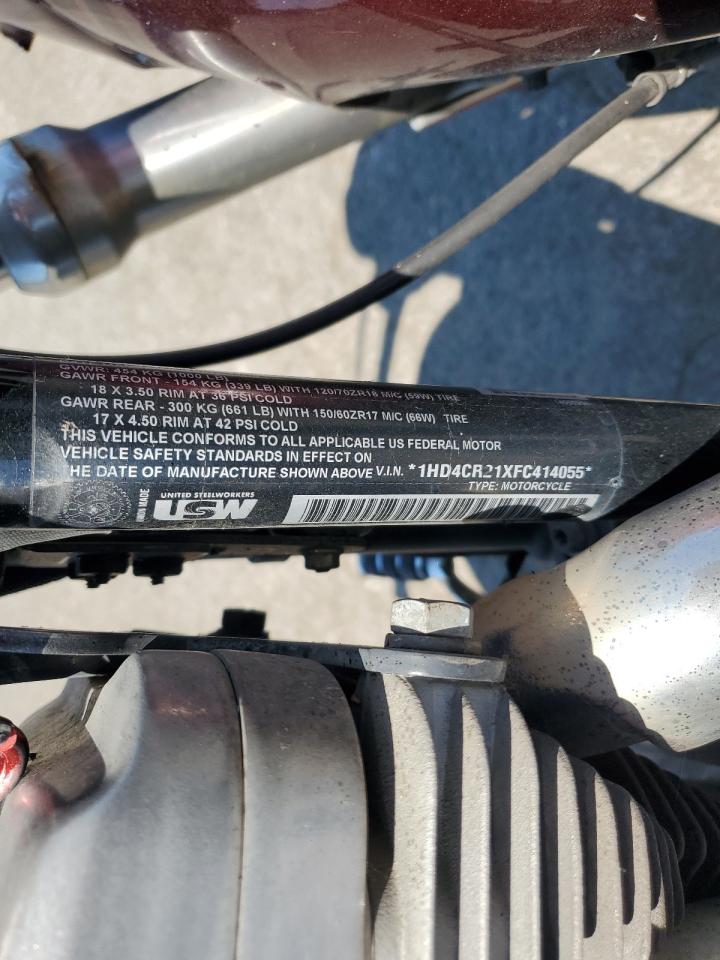 GVWR: 454 KG (1000 LB)
GAWR FRONT - 154 KG (339 LB) WITH 120/70ZR18 M/C (59W) TIRE
18 X 3.50 RIM AT 36 PSI COLD
GAWR REAR - 300 KG (661 LB) WITH 150/60ZR17 M/C (66W) TIRE
17 X 4.50 RIM AT 42 PSI COLD
THIS VEHICLE CONFORMS TO ALL APPLICABLE US FEDERAL MOTOR
VEHICLE SAFETY STANDARDS IN EFFECT ON
THE DATE OF MANUFACTURE SHOWN ABOVE V.I.N. *1HD4CR21XFC414055*
TYPE: MOTORCYCLE
UNION MADE
UNITED STEELWORKERS
USW